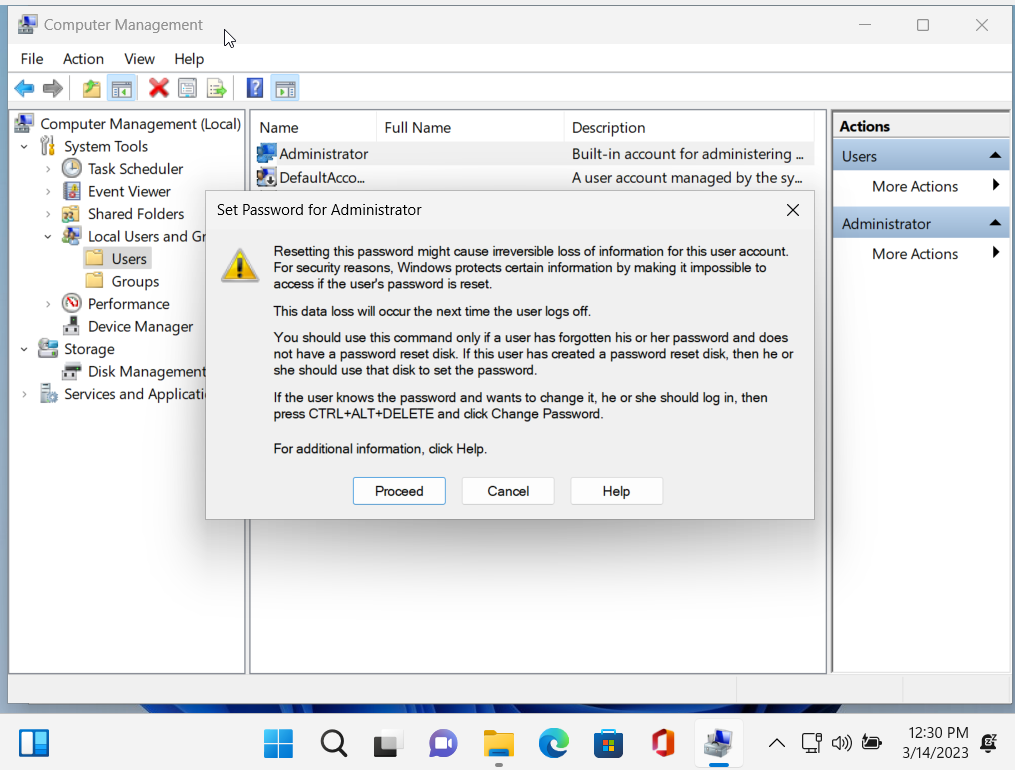 Computer Management
File Action View Help
Computer Management (Local)
System Tools
Task Scheduler
Event Viewer
Shared Folders
Local Users and Gr
Users
Groups
Performance
Device Manager
Storage
Disk Management
Services and Applicati
Name Full Name Description
Administrator Built-in account for administering ...
DefaultAcco... A user account managed by the sy...
Actions
Users
More Actions
Administrator
More Actions
Set Password for Administrator
Resetting this password might cause irreversible loss of information for this user account.
For security reasons, Windows protects certain information by making it impossible to
access if the user's password is reset.
This data loss will occur the next time the user logs off.
You should use this command only if a user has forgotten his or her password and does
not have a password reset disk. If this user has created a password reset disk, then he or
she should use that disk to set the password.
If the user knows the password and wants to change it, he or she should log in, then
press CTRL+ALT+DELETE and click Change Password.
For additional information, click Help.
Proceed Cancel Help
12:30 PM
3/14/2023